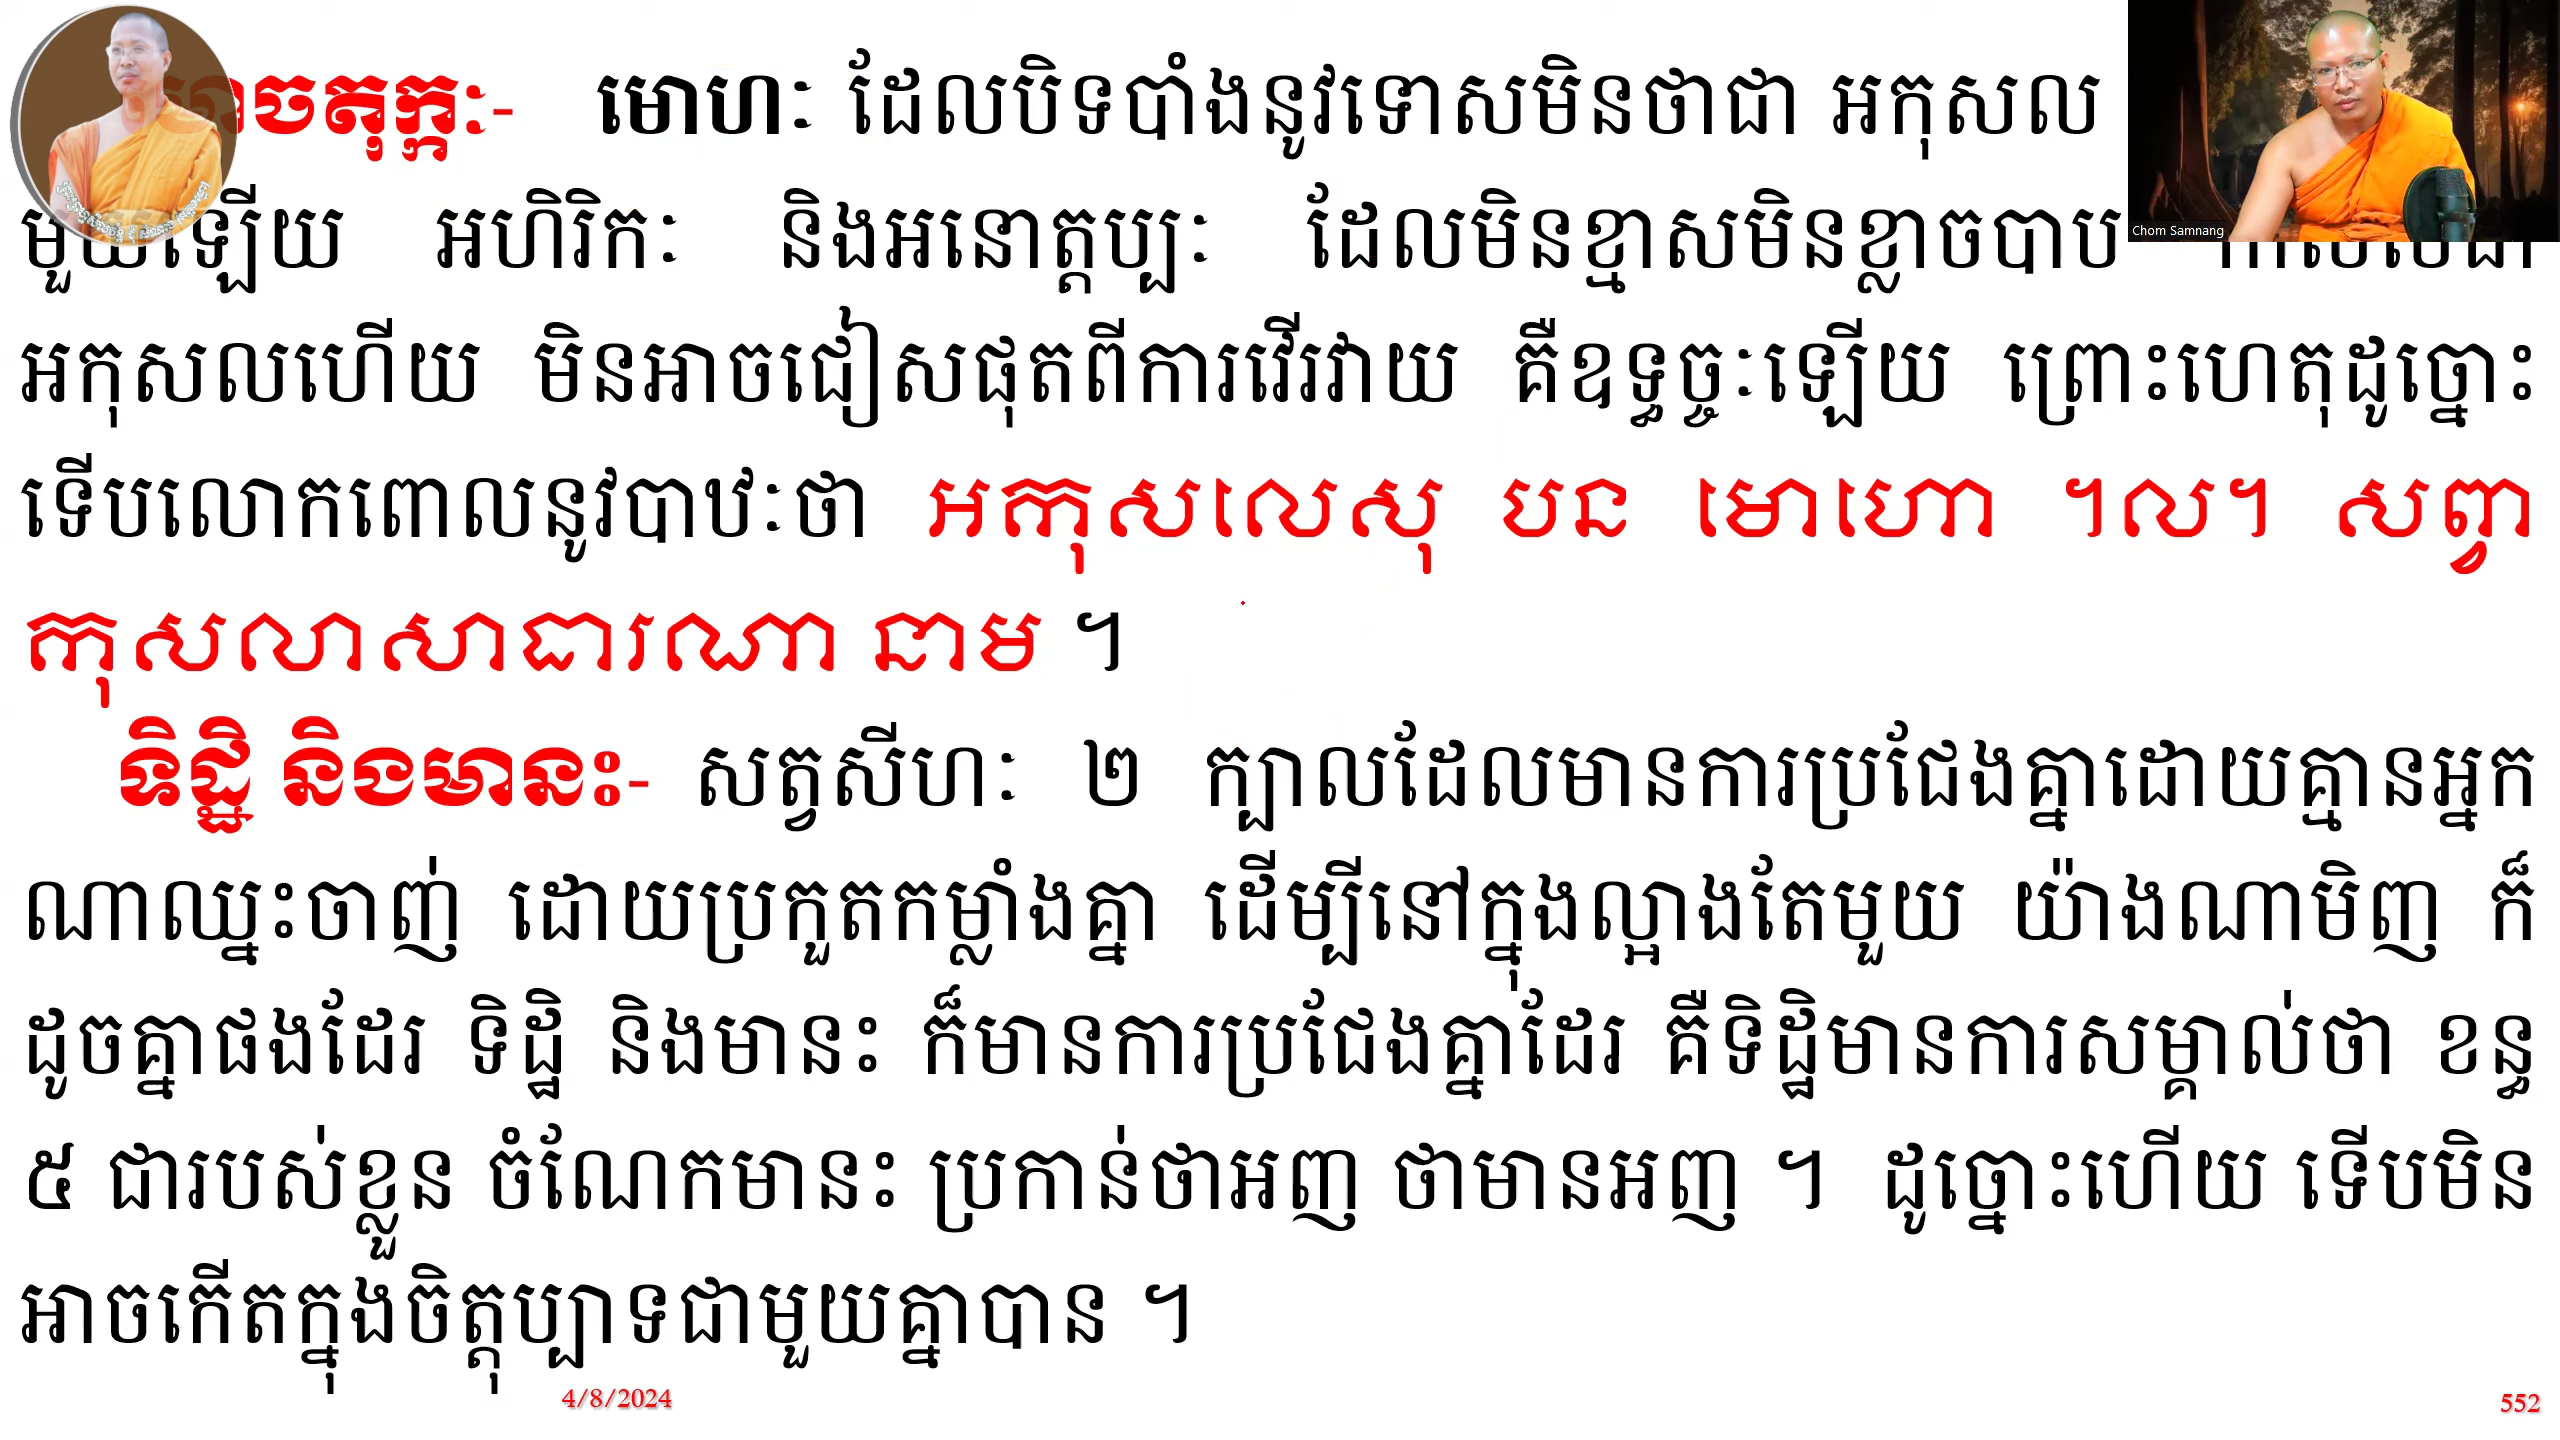 ចតុក្កៈ- មោហៈ ដែលបិទបាំងនូវទោសមិនថាជា អកុសល
Chom Samnang
មួយឡើយ អហិរិកៈ និងអនោត្តប្បៈ ដែលមិនខ្មាសមិនខ្លាចបាប
អកុសលហើយ មិនអាចជៀសផុតពីការរវើរវាយ គឺឧទ្ធច្ចៈឡើយ ព្រោះហេតុដូច្នោះ
ទើបលោកពោលនូវបាឋៈថា អកុសលេសុ បន មោហោ ។ល។ សព្វា
កុសលាសាធារណា នាម ។
ទិដ្ឋិ និងមានះ- សត្វសីហៈ ២ ក្បាលដែលមានការប្រជែងគ្នាដោយគ្មានអ្នក
ណាឈ្នះចាញ់ ដោយប្រកួតកម្លាំងគ្នា ដើម្បីនៅក្នុងល្អាងតែមួយ យ៉ាងណាមិញ ក៏
ដូចគ្នាផងដែរ ទិដ្ឋិ និងមានះ ក៏មានការប្រជែងគ្នាដែរ គឺទិដ្ឋិមានការសម្គាល់ថា ខន្ធ
៥ ជារបស់ខ្លួន ចំណែកមានះ ប្រកាន់ថាអញ ថាមានអញ ។ ដូច្នោះហើយ ទើបមិន
អាចកើតក្នុងចិត្តុប្បាទជាមួយគ្នាបាន ។
4/8/2024
552